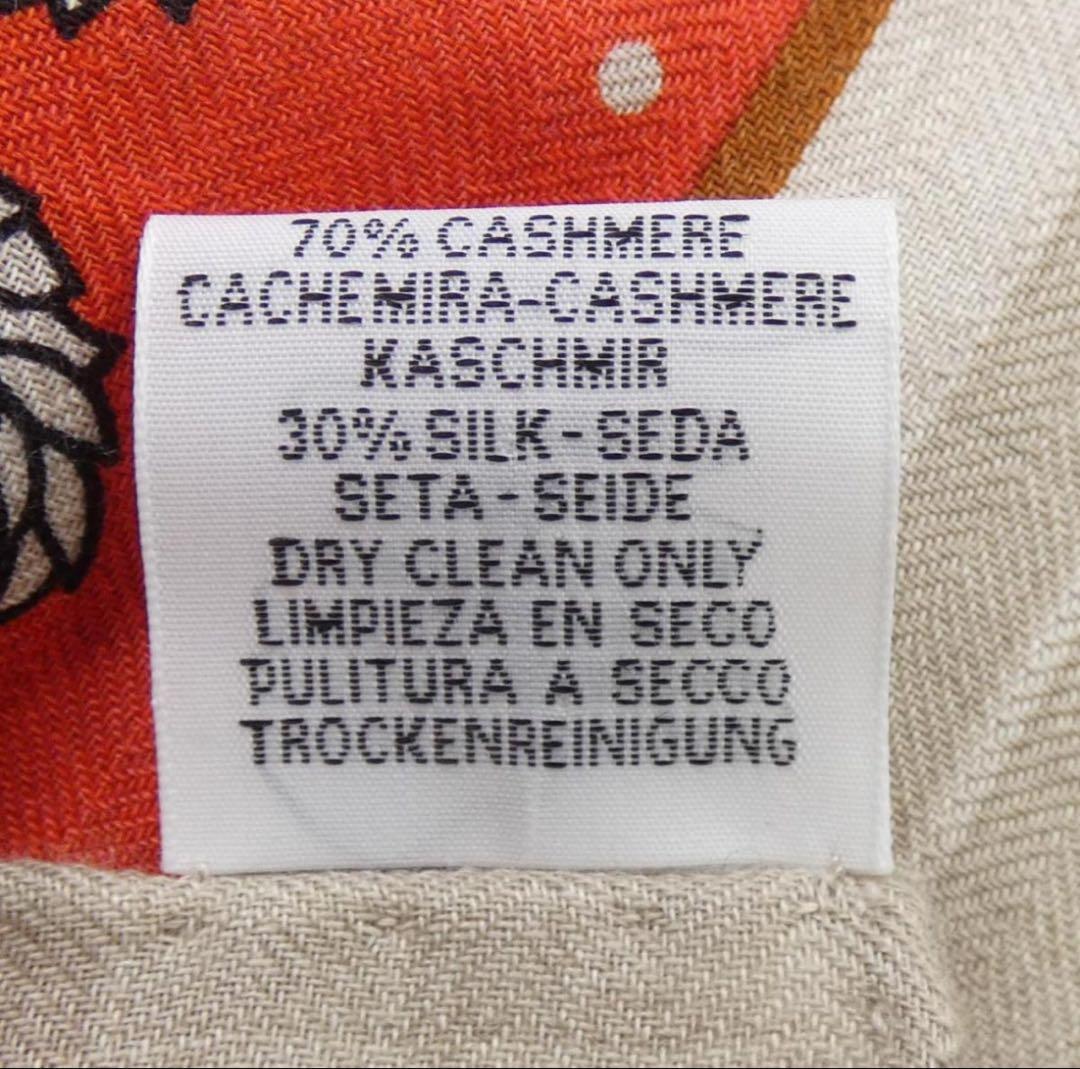 70% CASHMERE
CACHEMIRA-CASHMERE
KASCHMIR
30% SILK-SEDA
SETA-SEIDE
DRY CLEAN ONLY
LIMPIEZA EN SECO
PULITURA A SECCO
TROCKENREINIGUNG